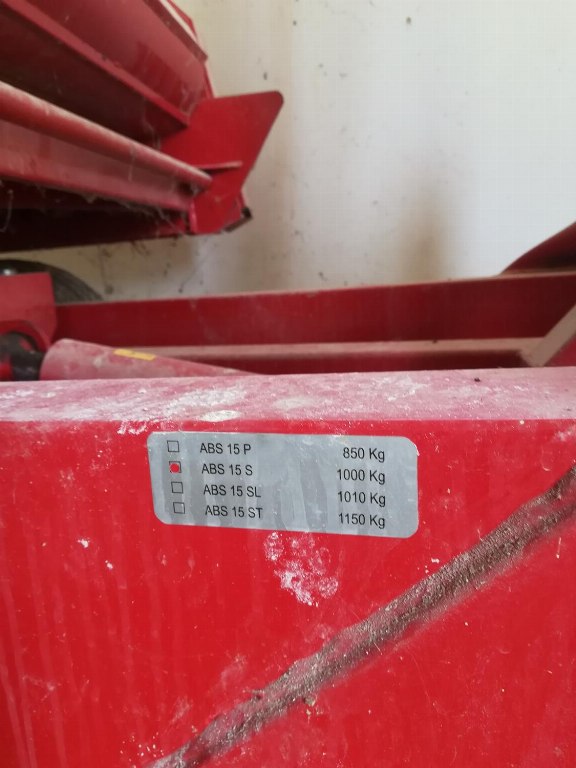 ABS 15 P 850 Kg
ABS 15 S 1000 Kg
ABS 15 SL 1010 Kg
ABS 15 ST 1150 Kg